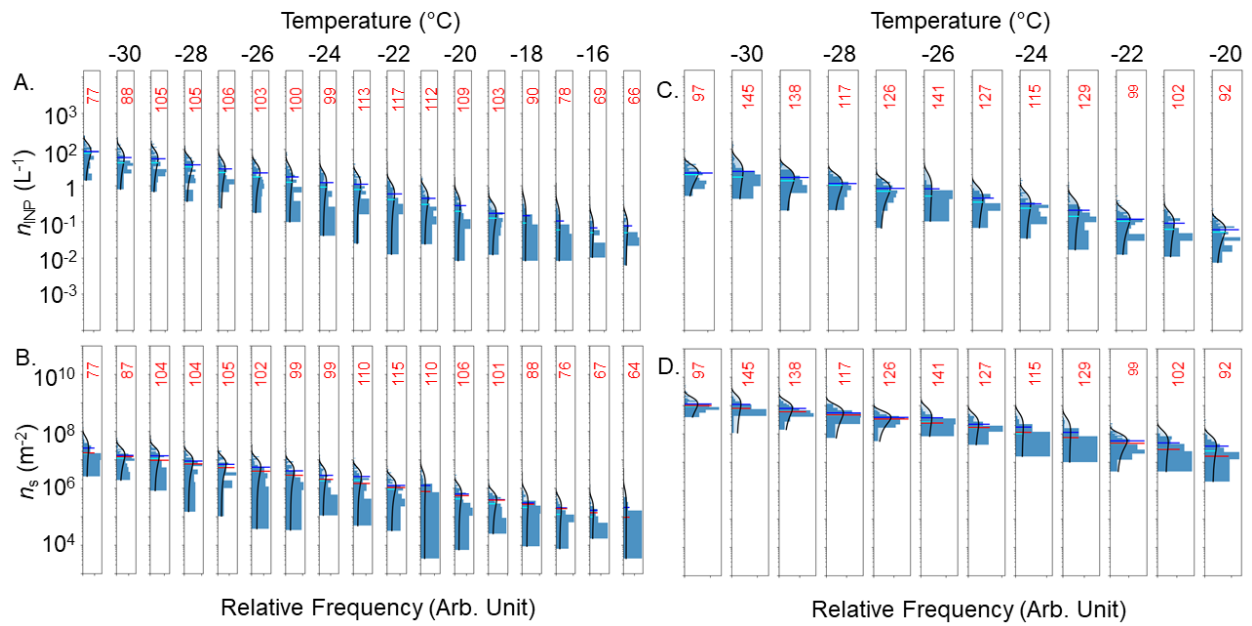 Temperature (°C)
-30 -28 -26 -24 -22 -20 -18 -16
A.
77 88 105 105 106 103 100 99 113 117 112 109 103 90 78 69 66
10³
10²
1
10⁻¹
10⁻²
10⁻³
nINP (L⁻¹)
B.
77 87 104 104 105 102 99 99 110 115 110 106 101 88 76 67 64
10¹⁰
10⁸
10⁶
10⁴
ns (m⁻²)
Relative Frequency (Arb. Unit)
Temperature (°C)
-30 -28 -26 -24 -22 -20
C.
97 145 138 117 126 141 127 115 129 99 102 92
D.
97 145 138 117 126 141 127 115 129 99 102 92
Relative Frequency (Arb. Unit)